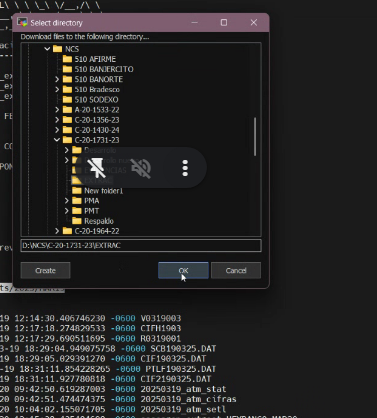 L\ \ \ \_\ \/__,/\ \
Select directory
Download files to the following directory...
NCS
510 AFIRME
510 BANJERCITO
510 BANORTE
510 Bradesco
510 SODEXO
A-20-1533-22
C-20-1356-23
C-20-1430-24
C-20-1731-23
New folder1
PMA
PMT
Respaldo
C-20-1964-22
D:\NCS\C-20-1731-23\EXTRAC
Create
OK
Cancel
19 12:14:30.406746230 -0600 V0319003
19 12:17:18.274829533 -0600 CIFH1903
19 12:17:29.690511695 -0600 R0319001
3-19 18:29:04.949075758 -0600 SCB190325.DAT
19 18:29:05.029391270 -0600 CIF190325.DAT
-19 18:31:11.854228265 -0600 PTLF190325.DAT
19 18:31:11.927780818 -0600 CIF2190325.DAT
20 09:42:50.619287003 -0600 20250319_atm_stat
20 09:42:51.474474375 -0600 20250319_atm_cifras
20 10:04:02.155071705 -0600 20250319_atm_setl